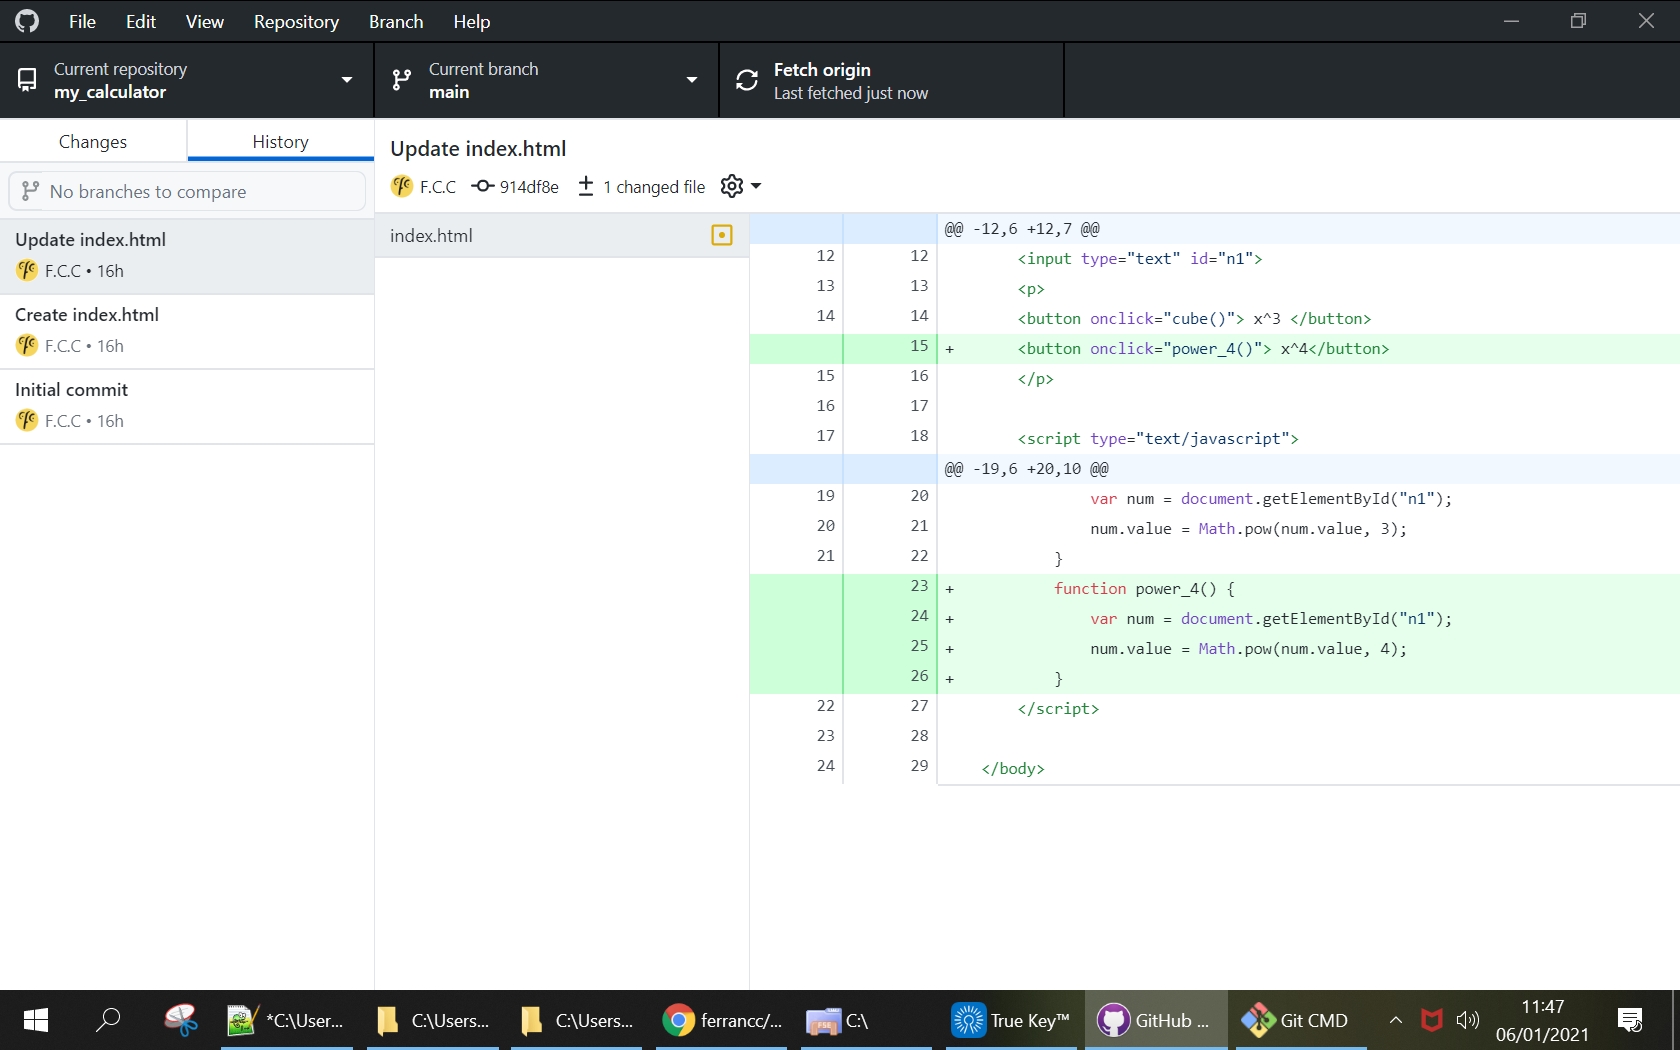 File Edit View Repository Branch Help
Current repository
my_calculator
Current branch
main
Fetch origin
Last fetched just now
Changes
History
No branches to compare
Update index.html
F.C.C • 16h
Create index.html
F.C.C • 16h
Initial commit
F.C.C • 16h
Update index.html
F.C.C 914df8e 1 changed file
index.html
@@ -12,6 +12,7 @@
12 12 <input type="text" id="n1">
13 13 <p>
14 14 <button onclick="cube()"> x^3 </button>
15 + <button onclick="power_4()"> x^4</button>
15 16 </p>
16 17
17 18 <script type="text/javascript">
@@ -19,6 +20,10 @@
19 20 var num = document.getElementById("n1");
20 21 num.value = Math.pow(num.value, 3);
21 22 }
23 + function power_4() {
24 + var num = document.getElementById("n1");
25 + num.value = Math.pow(num.value, 4);
26 + }
22 27 </script>
23 28
24 29 </body>
*C:\User... C:\Users... C:\Users... ferrancc/... FSE C:\ True Key™ GitHub ... Git CMD
11:47
06/01/2021